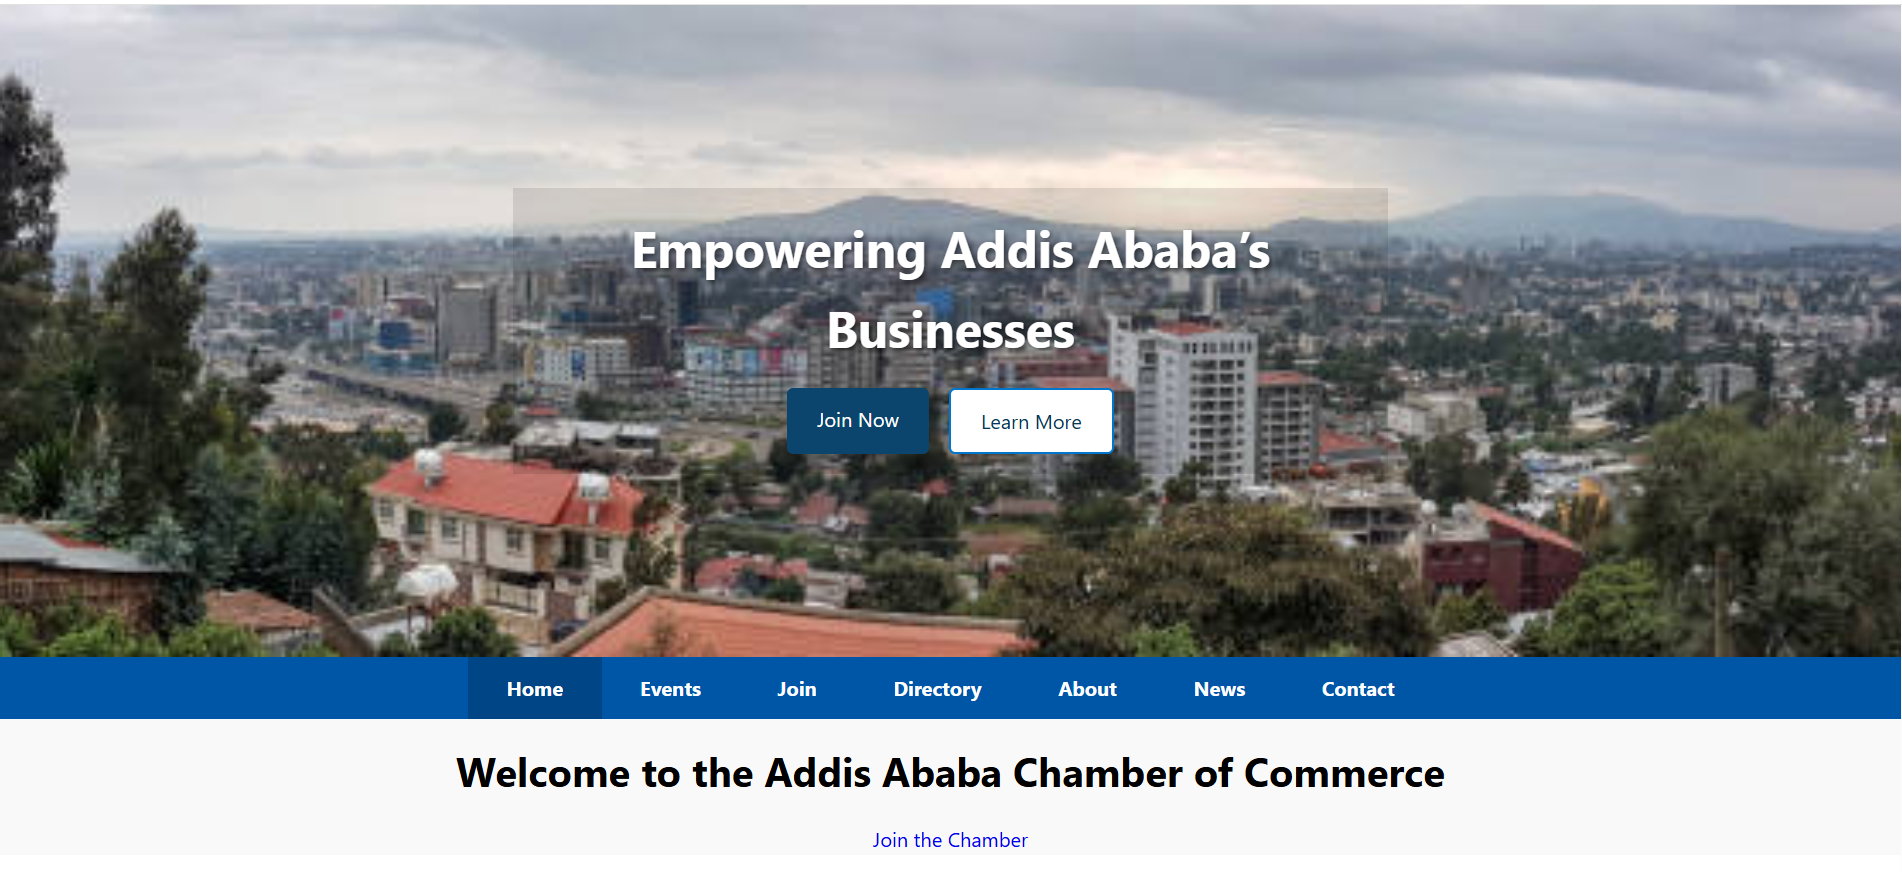 Empowering Addis Ababa’s
Businesses
Join Now
Learn More
Home
Events
Join
Directory
About
News
Contact
Welcome to the Addis Ababa Chamber of Commerce
Join the Chamber